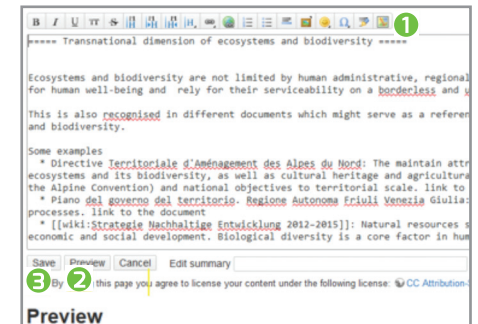 B I U TT S
1
===== Transnational dimension of ecosystems and biodiversity =====
Ecosystems and biodiversity are not limited by human administrative, regional
for human well-being and rely for their serviceability on a borderless and
This is also recognised in different documents which might serve as a referen
and biodiversity.
Some examples
* Directive Territoriale d'Aménagement des Alpes du Nord: The maintain attr
ecosystems and its biodiversity, as well as cultural heritage and agricultura
the Alpine Convention) and national objectives to territorial scale. link to
* Piano del governo del territorio. Regione Autonoma Friuli Venezia Giulia:
processes. link to the document
* [[wiki:Strategie Nachhaltige Entwicklung 2012-2015]]: Natural resources s
economic and social development. Biological diversity is a core factor in hum
Save Preview Cancel Edit summary
3 By 2 this page you agree to license your content under the following license: CC Attribution-
Preview